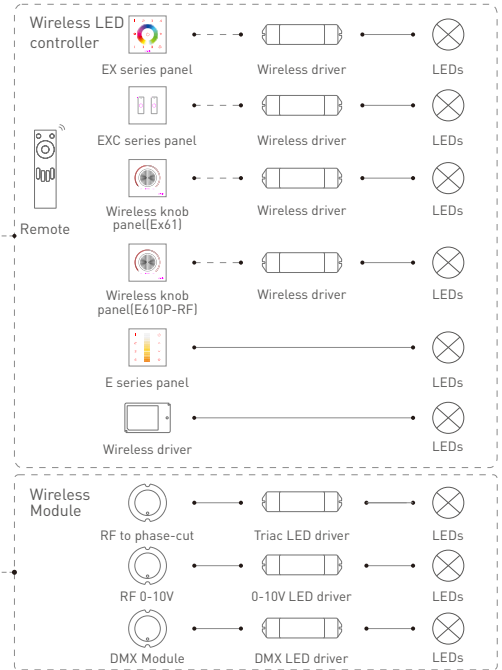 Wireless LED
controller
EX series panel
Wireless driver
LEDs
EXC series panel
Wireless driver
LEDs
Remote
Wireless knob
panel(Ex61)
Wireless driver
LEDs
Wireless knob
panel(E610P-RF)
Wireless driver
LEDs
E series panel
LEDs
Wireless driver
LEDs
Wireless
Module
RF to phase-cut
Triac LED driver
LEDs
RF 0-10V
0-10V LED driver
LEDs
DMX Module
DMX LED driver
LEDs